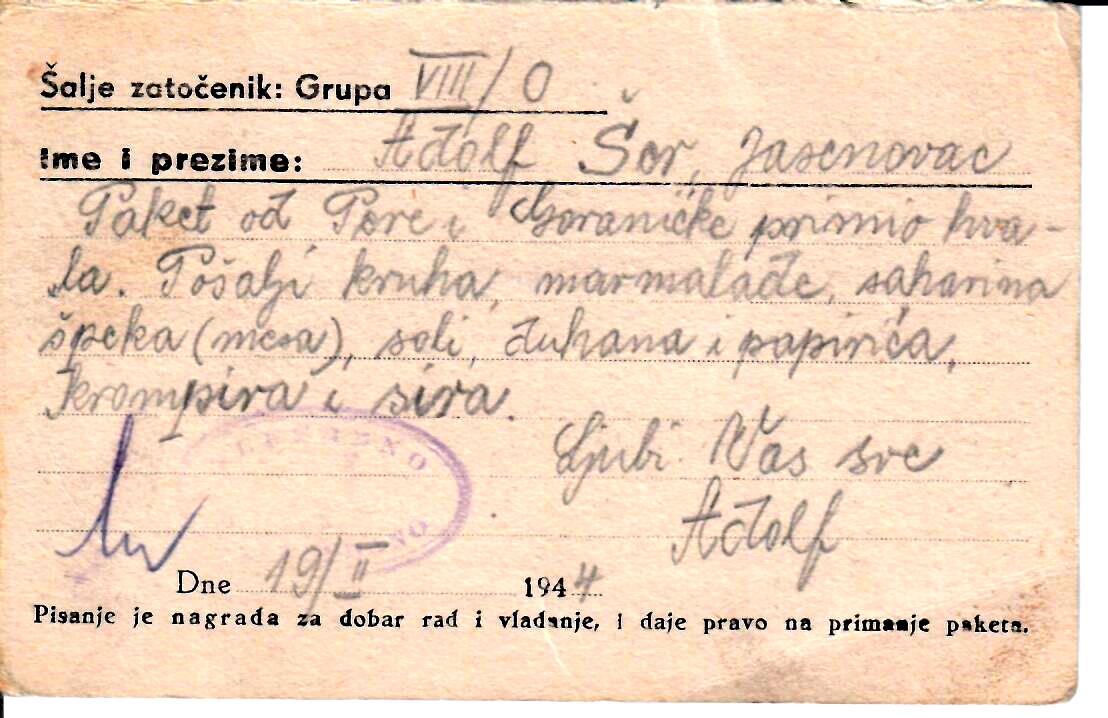 Šalje zatočenik: Grupa VIII/0
Ime i prezime: Adolf Šor, Jasenovac
Paket od Pore i Goraničke primio hva-
la. Pošalji kruha, marmalade, saharina
špeka (mesa), soli, duhana i papirića,
krompira i sira.
Ljubi Vas sve
Adolf
Dne 19/II 1944
Pisanje je nagrada za dobar rad i vladanje, i daje pravo na primanje paketa.